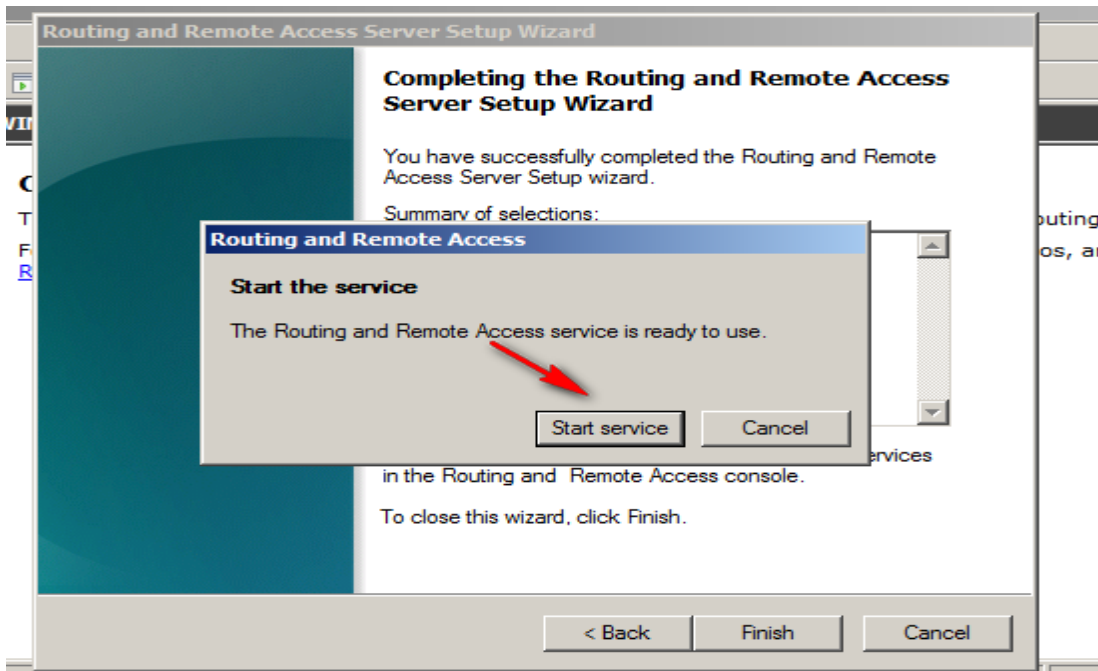 Routing and Remote Access Server Setup Wizard
Completing the Routing and Remote Access
Server Setup Wizard
You have successfully completed the Routing and Remote
Access Server Setup wizard.
Summary of selections:
outing
os, a
Routing and Remote Access
Start the service
The Routing and Remote Access service is ready to use.
Start service
Cancel
ervices
in the Routing and Remote Access console.
To close this wizard, click Finish.
< Back
Finish
Cancel